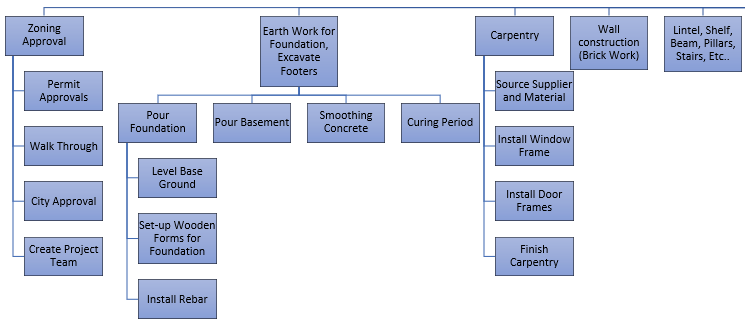 Zoning
Approval
Earth Work for
Foundation,
Excavate
Footers
Carpentry
Wall
construction
(Brick Work)
Lintel, Shelf,
Beam, Pillars,
Stairs, Etc..
Permit
Approvals
Walk Through
City Approval
Create Project
Team
Pour
Foundation
Pour Basement
Smoothing
Concrete
Curing Period
Level Base
Ground
Set-up Wooden
Forms for
Foundation
Install Rebar
Source Supplier
and Material
Install Window
Frame
Install Door
Frames
Finish
Carpentry